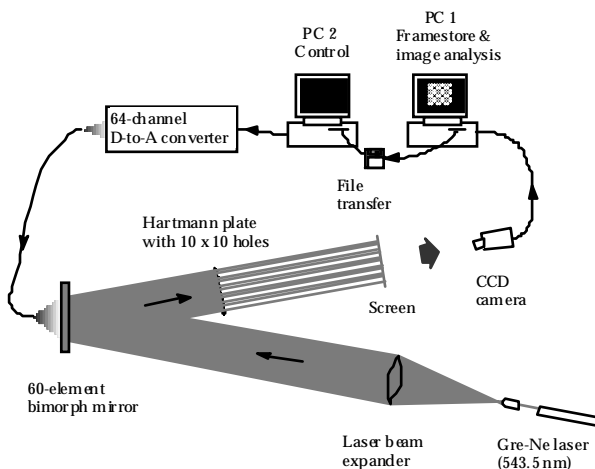 PC 1
Framestore &
image analysis
PC 2
Control
64-channel
D-to-A converter
File
transfer
Hartmann plate
with 10 x 10 holes
CCD
camera
Screen
60-element
bimorph mirror
Laser beam
expander
Gre-Ne laser
(543.5 nm)